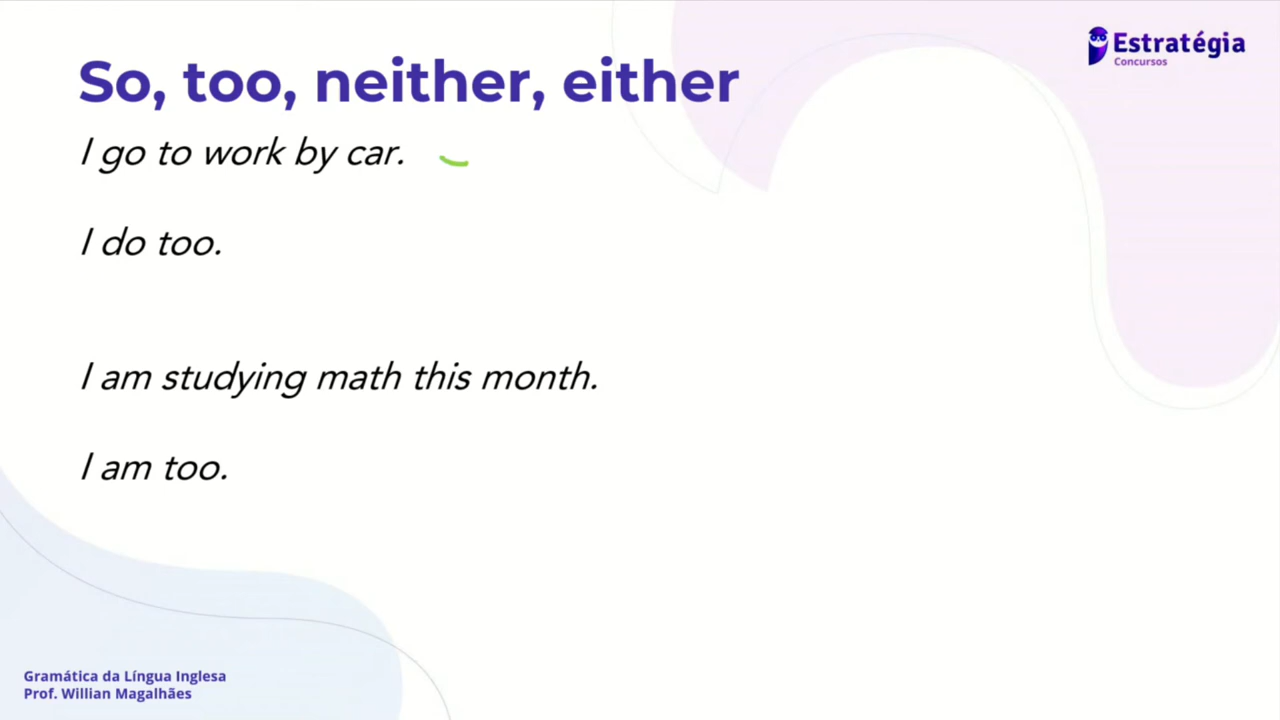 Estratégia
Concursos
So, too, neither, either
I go to work by car.
I do too.
I am studying math this month.
I am too.
Gramática da Língua Inglesa
Prof. Willian Magalhães